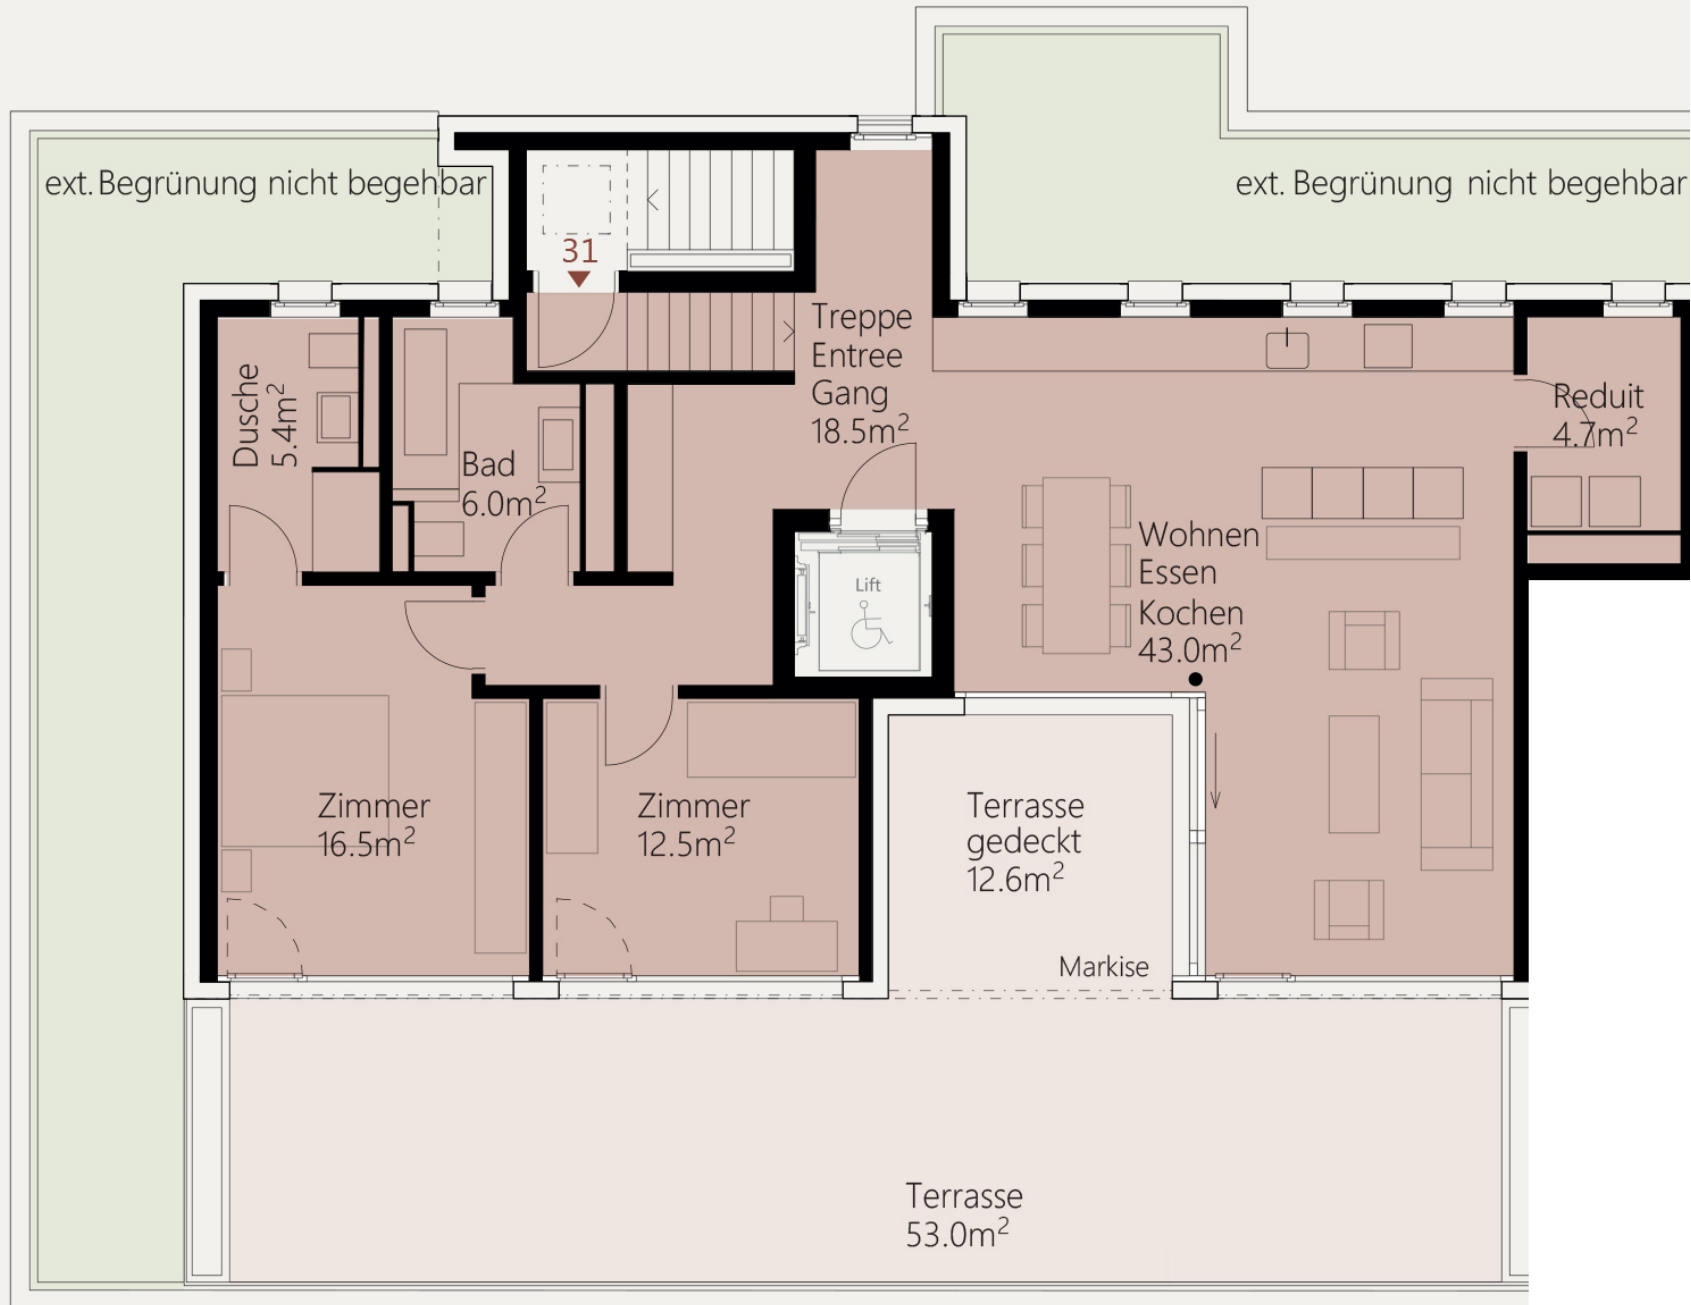 ext. Begrünung nicht begehbar
ext. Begrünung nicht begehbar
31
Treppe
Entree
Gang
18.5m²
Dusche
5.4m²
Bad
6.0m²
Reduit
4.7m²
Wohnen
Essen
Kochen
43.0m²
Lift
Zimmer
16.5m²
Zimmer
12.5m²
Terrasse
gedeckt
12.6m²
Markise
Terrasse
53.0m²